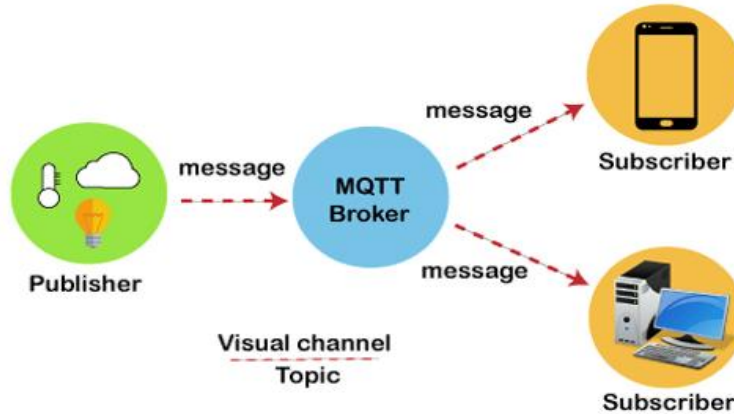 message
Subscriber
message
MQTT
Broker
Publisher
message
Visual channel
Topic
Subscriber